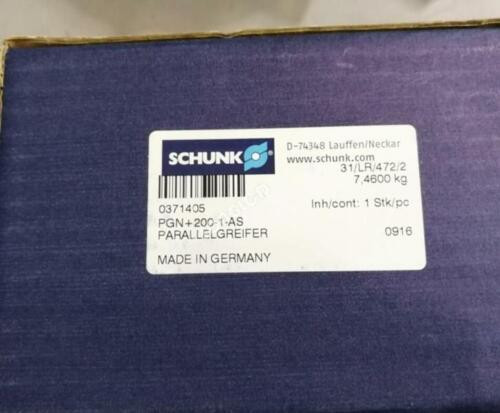 SCHUNK
D-74348 Lauffen/Neckar
www.schunk.com
31/LR/472/2
7,4600 kg
0371405
Inh/cont: 1 Stk/pc
PGN+200-1-AS
PARALLELGREIFER
0916
MADE IN GERMANY